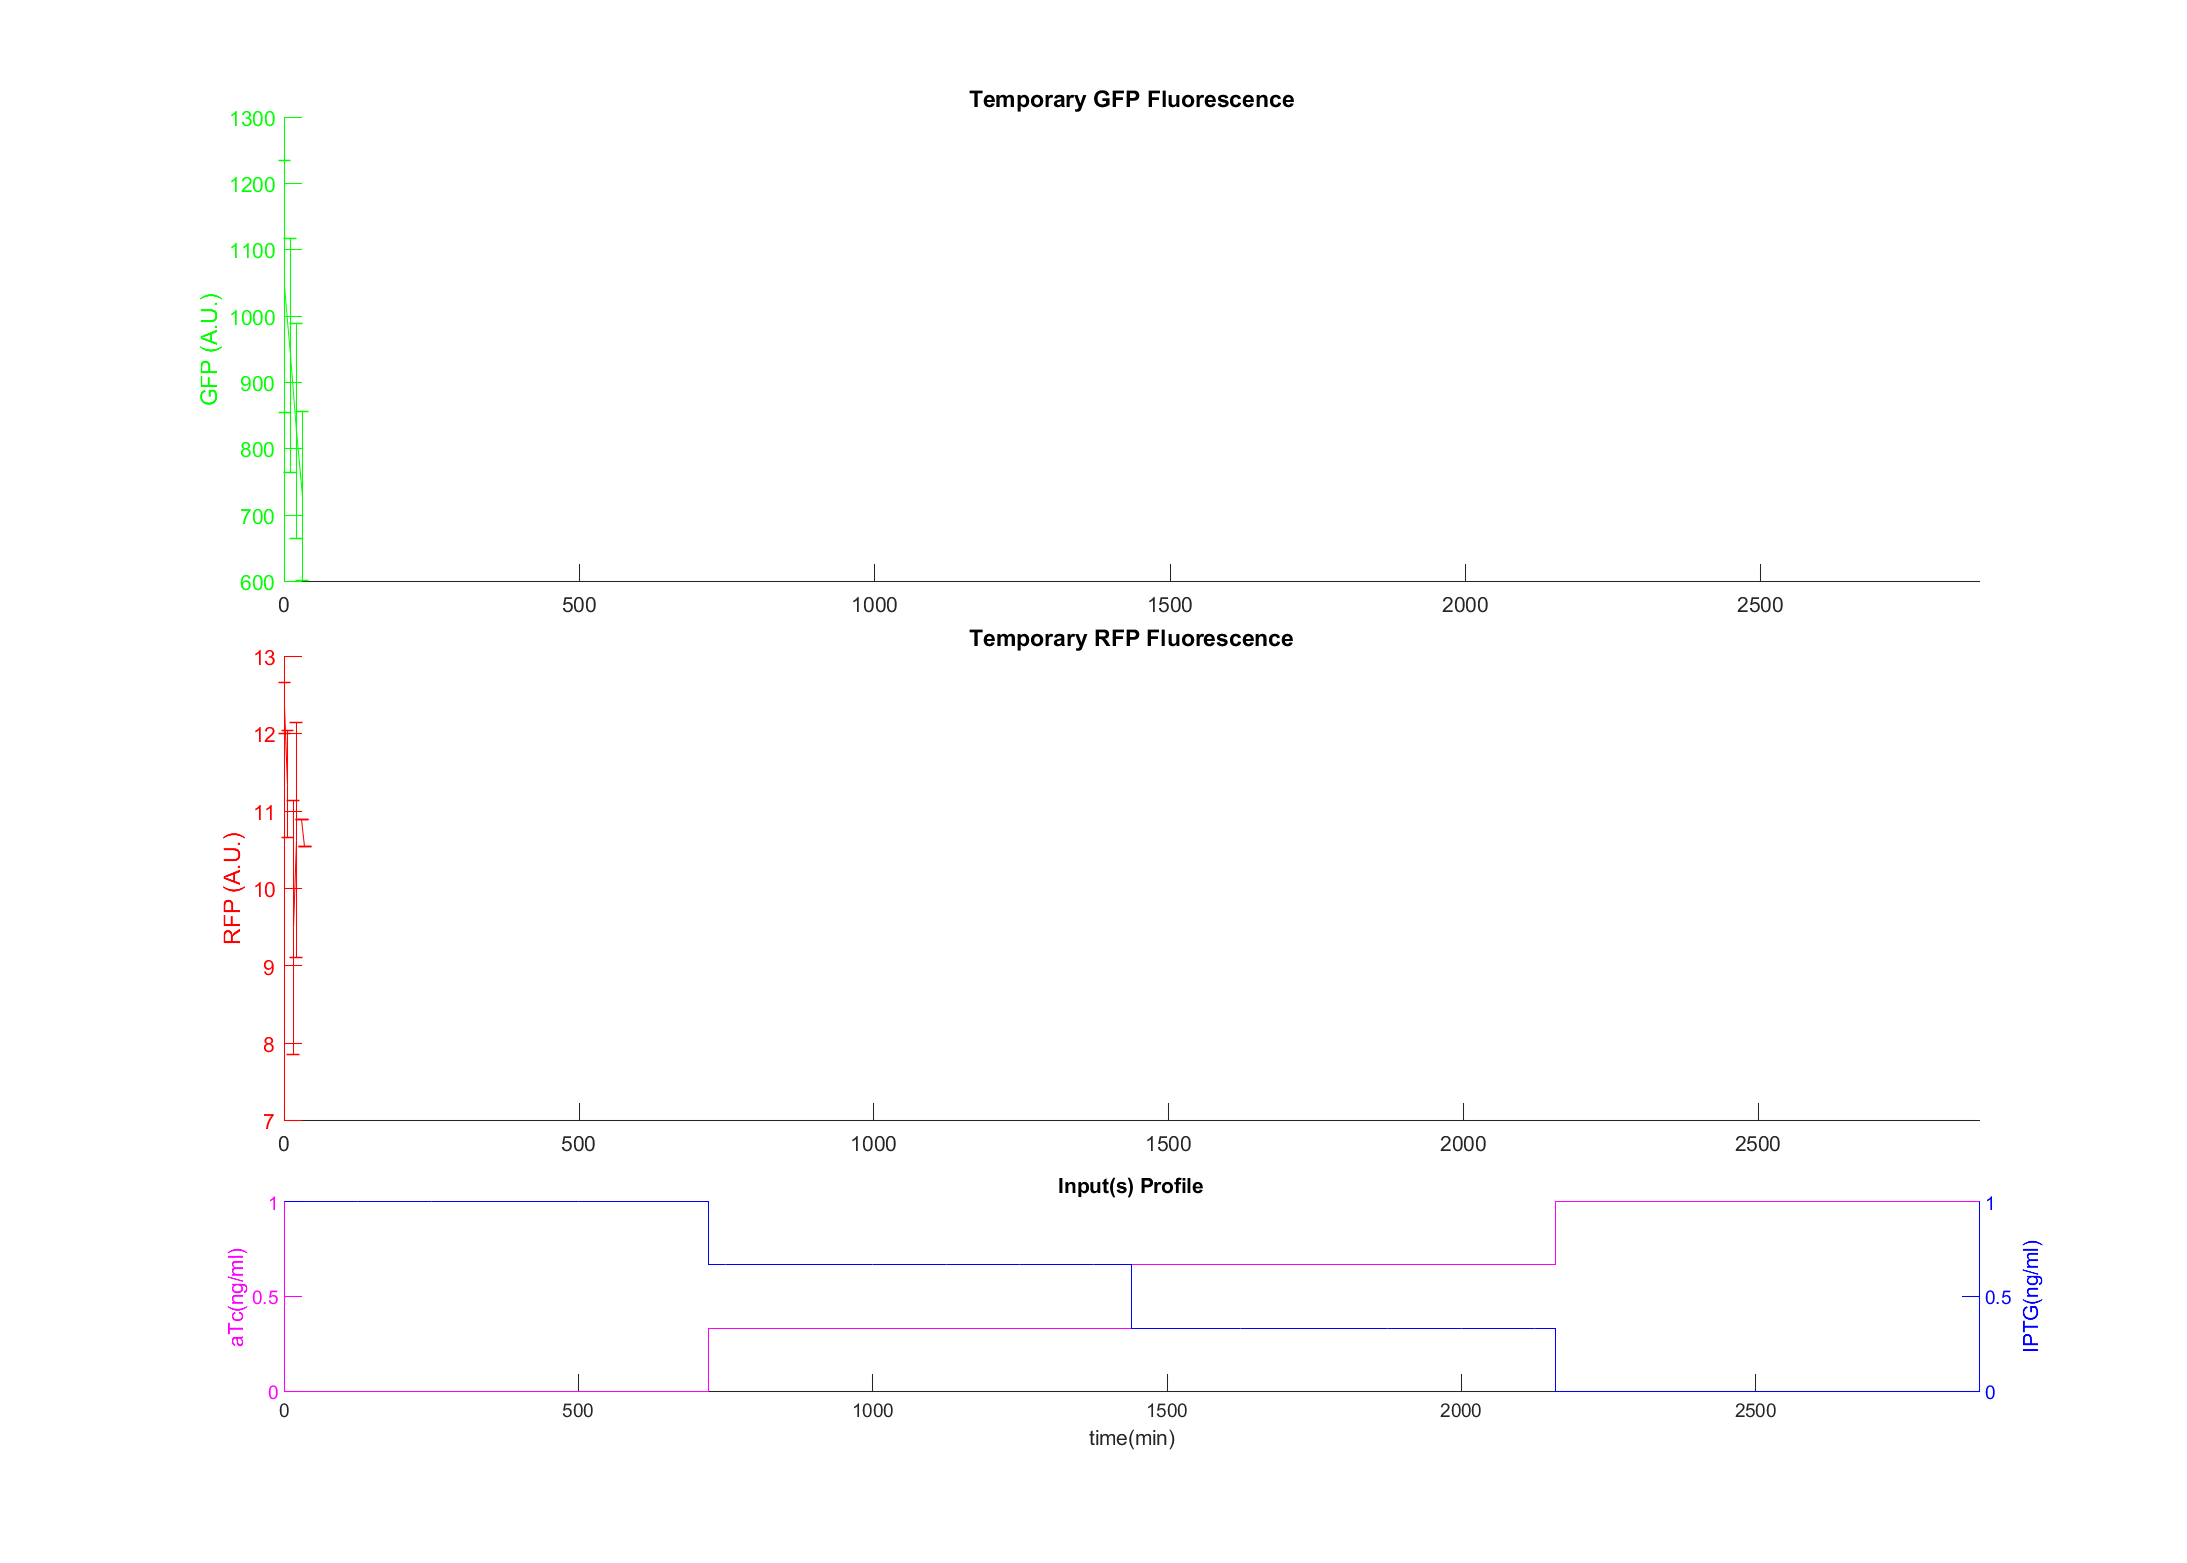 Temporary GFP Fluorescence
1300
1200
1100
1000
900
800
700
600
GFP (A.U.)
0 500 1000 1500 2000 2500
Temporary RFP Fluorescence
13
12
11
10
9
8
7
RFP (A.U.)
0 500 1000 1500 2000 2500
Input(s) Profile
1
0.5
0
aTc(ng/ml)
1
0.5
0
IPTG(ng/ml)
0 500 1000 1500 2000 2500
time(min)